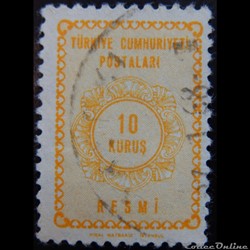 TÜRKİYE CUMHURİYETİ
POSTALARI
10
KURUŞ
RESMİ